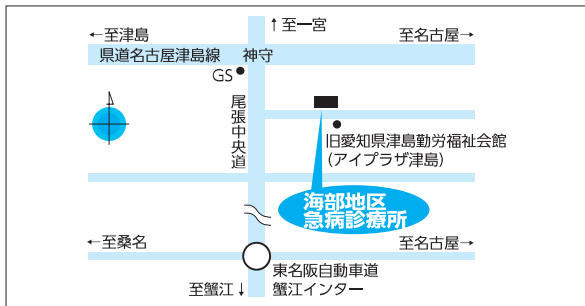 ↑至一宮
←至津島
至名古屋→
県道名古屋津島線 神守
GS
尾張中央道
旧愛知県津島勤労福祉会館
(アイプラザ津島)
海部地区
急病診療所
←至桑名
至名古屋→
東名阪自動車道
蟹江インター
至蟹江↓